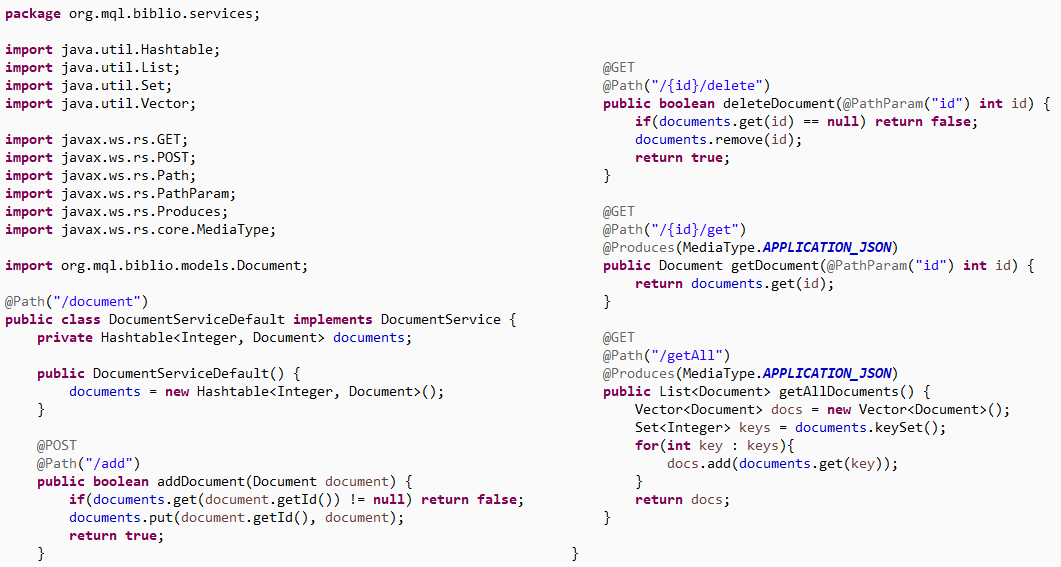 package org.mql.biblio.services;

import java.util.Hashtable;
import java.util.List;
import java.util.Set;
import java.util.Vector;

import javax.ws.rs.GET;
import javax.ws.rs.POST;
import javax.ws.rs.Path;
import javax.ws.rs.PathParam;
import javax.ws.rs.Produces;
import javax.ws.rs.core.MediaType;

import org.mql.biblio.models.Document;

@Path("/document")
public class DocumentServiceDefault implements DocumentService {
    private Hashtable<Integer, Document> documents;

    public DocumentServiceDefault() {
        documents = new Hashtable<Integer, Document>();
    }

    @POST
    @Path("/add")
    public boolean addDocument(Document document) {
        if(documents.get(document.getId()) != null) return false;
        documents.put(document.getId(), document);
        return true;
    }

    @GET
    @Path("/{id}/delete")
    public boolean deleteDocument(@PathParam("id") int id) {
        if(documents.get(id) == null) return false;
        documents.remove(id);
        return true;
    }

    @GET
    @Path("/{id}/get")
    @Produces(MediaType.APPLICATION_JSON)
    public Document getDocument(@PathParam("id") int id) {
        return documents.get(id);
    }

    @GET
    @Path("/getAll")
    @Produces(MediaType.APPLICATION_JSON)
    public List<Document> getAllDocuments() {
        Vector<Document> docs = new Vector<Document>();
        Set<Integer> keys = documents.keySet();
        for(int key : keys){
            docs.add(documents.get(key));
        }
        return docs;
    }
}